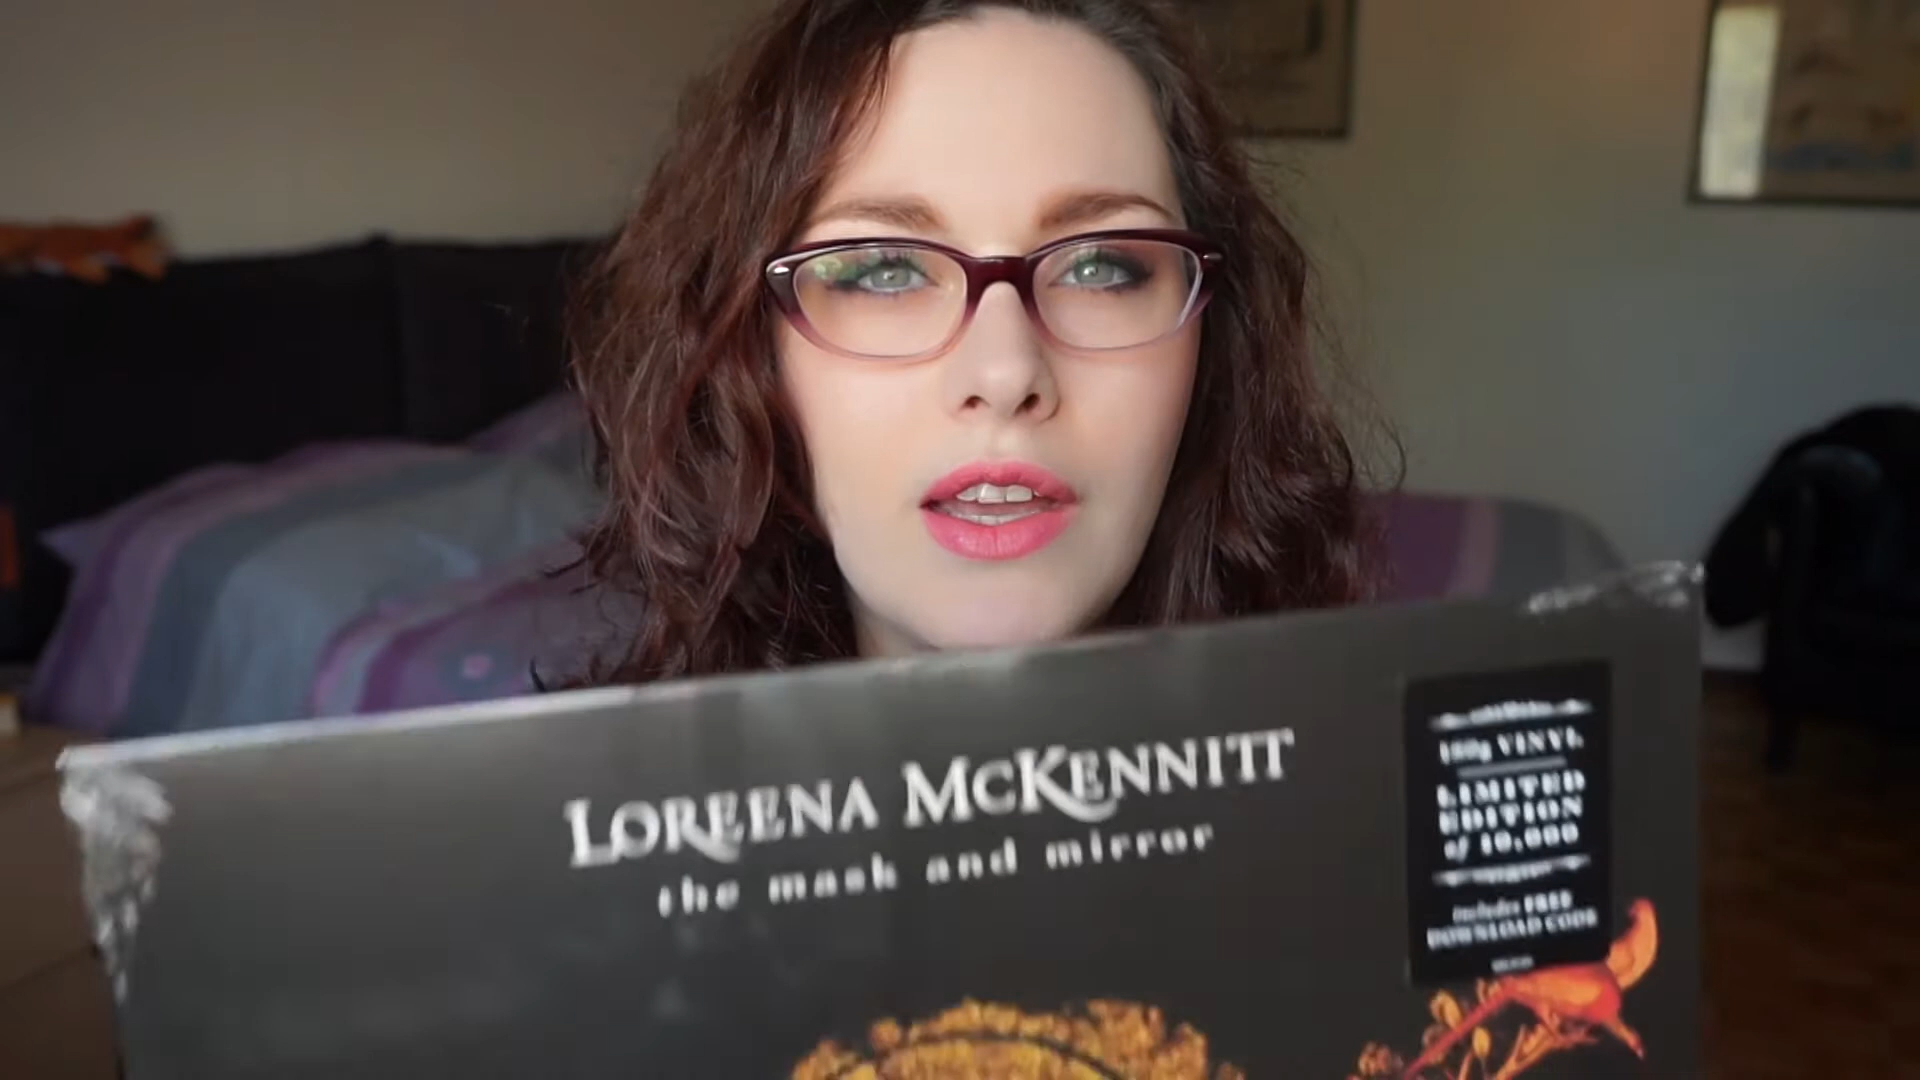 LOREENA MCKENNITT
the mask and mirror
180g VINYL
LIMITED
EDITION
of 10,000
includes FREE
DOWNLOAD CODE